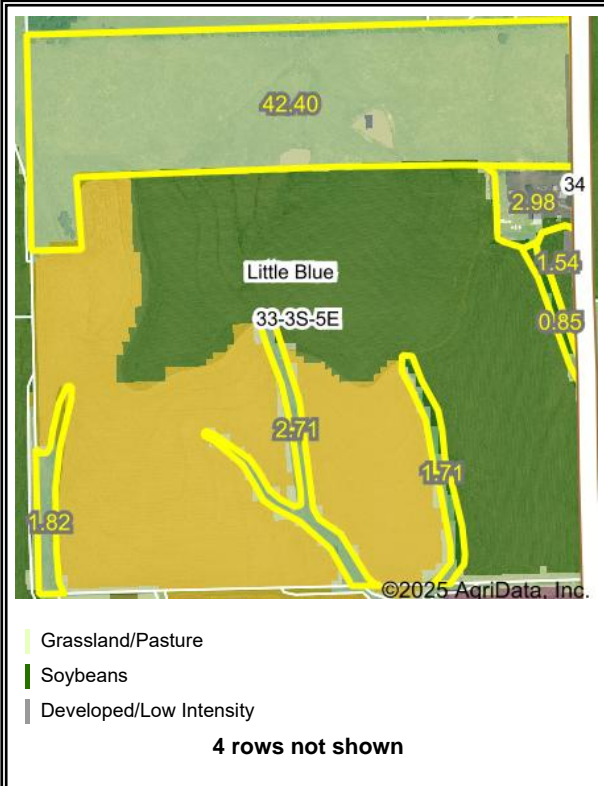 42.40
34
2.98
Little Blue
1.54
33-3S-5E
0.85
2.71
1.71
1.82
©2025 AgriData, Inc.
Grassland/Pasture
Soybeans
Developed/Low Intensity
4 rows not shown